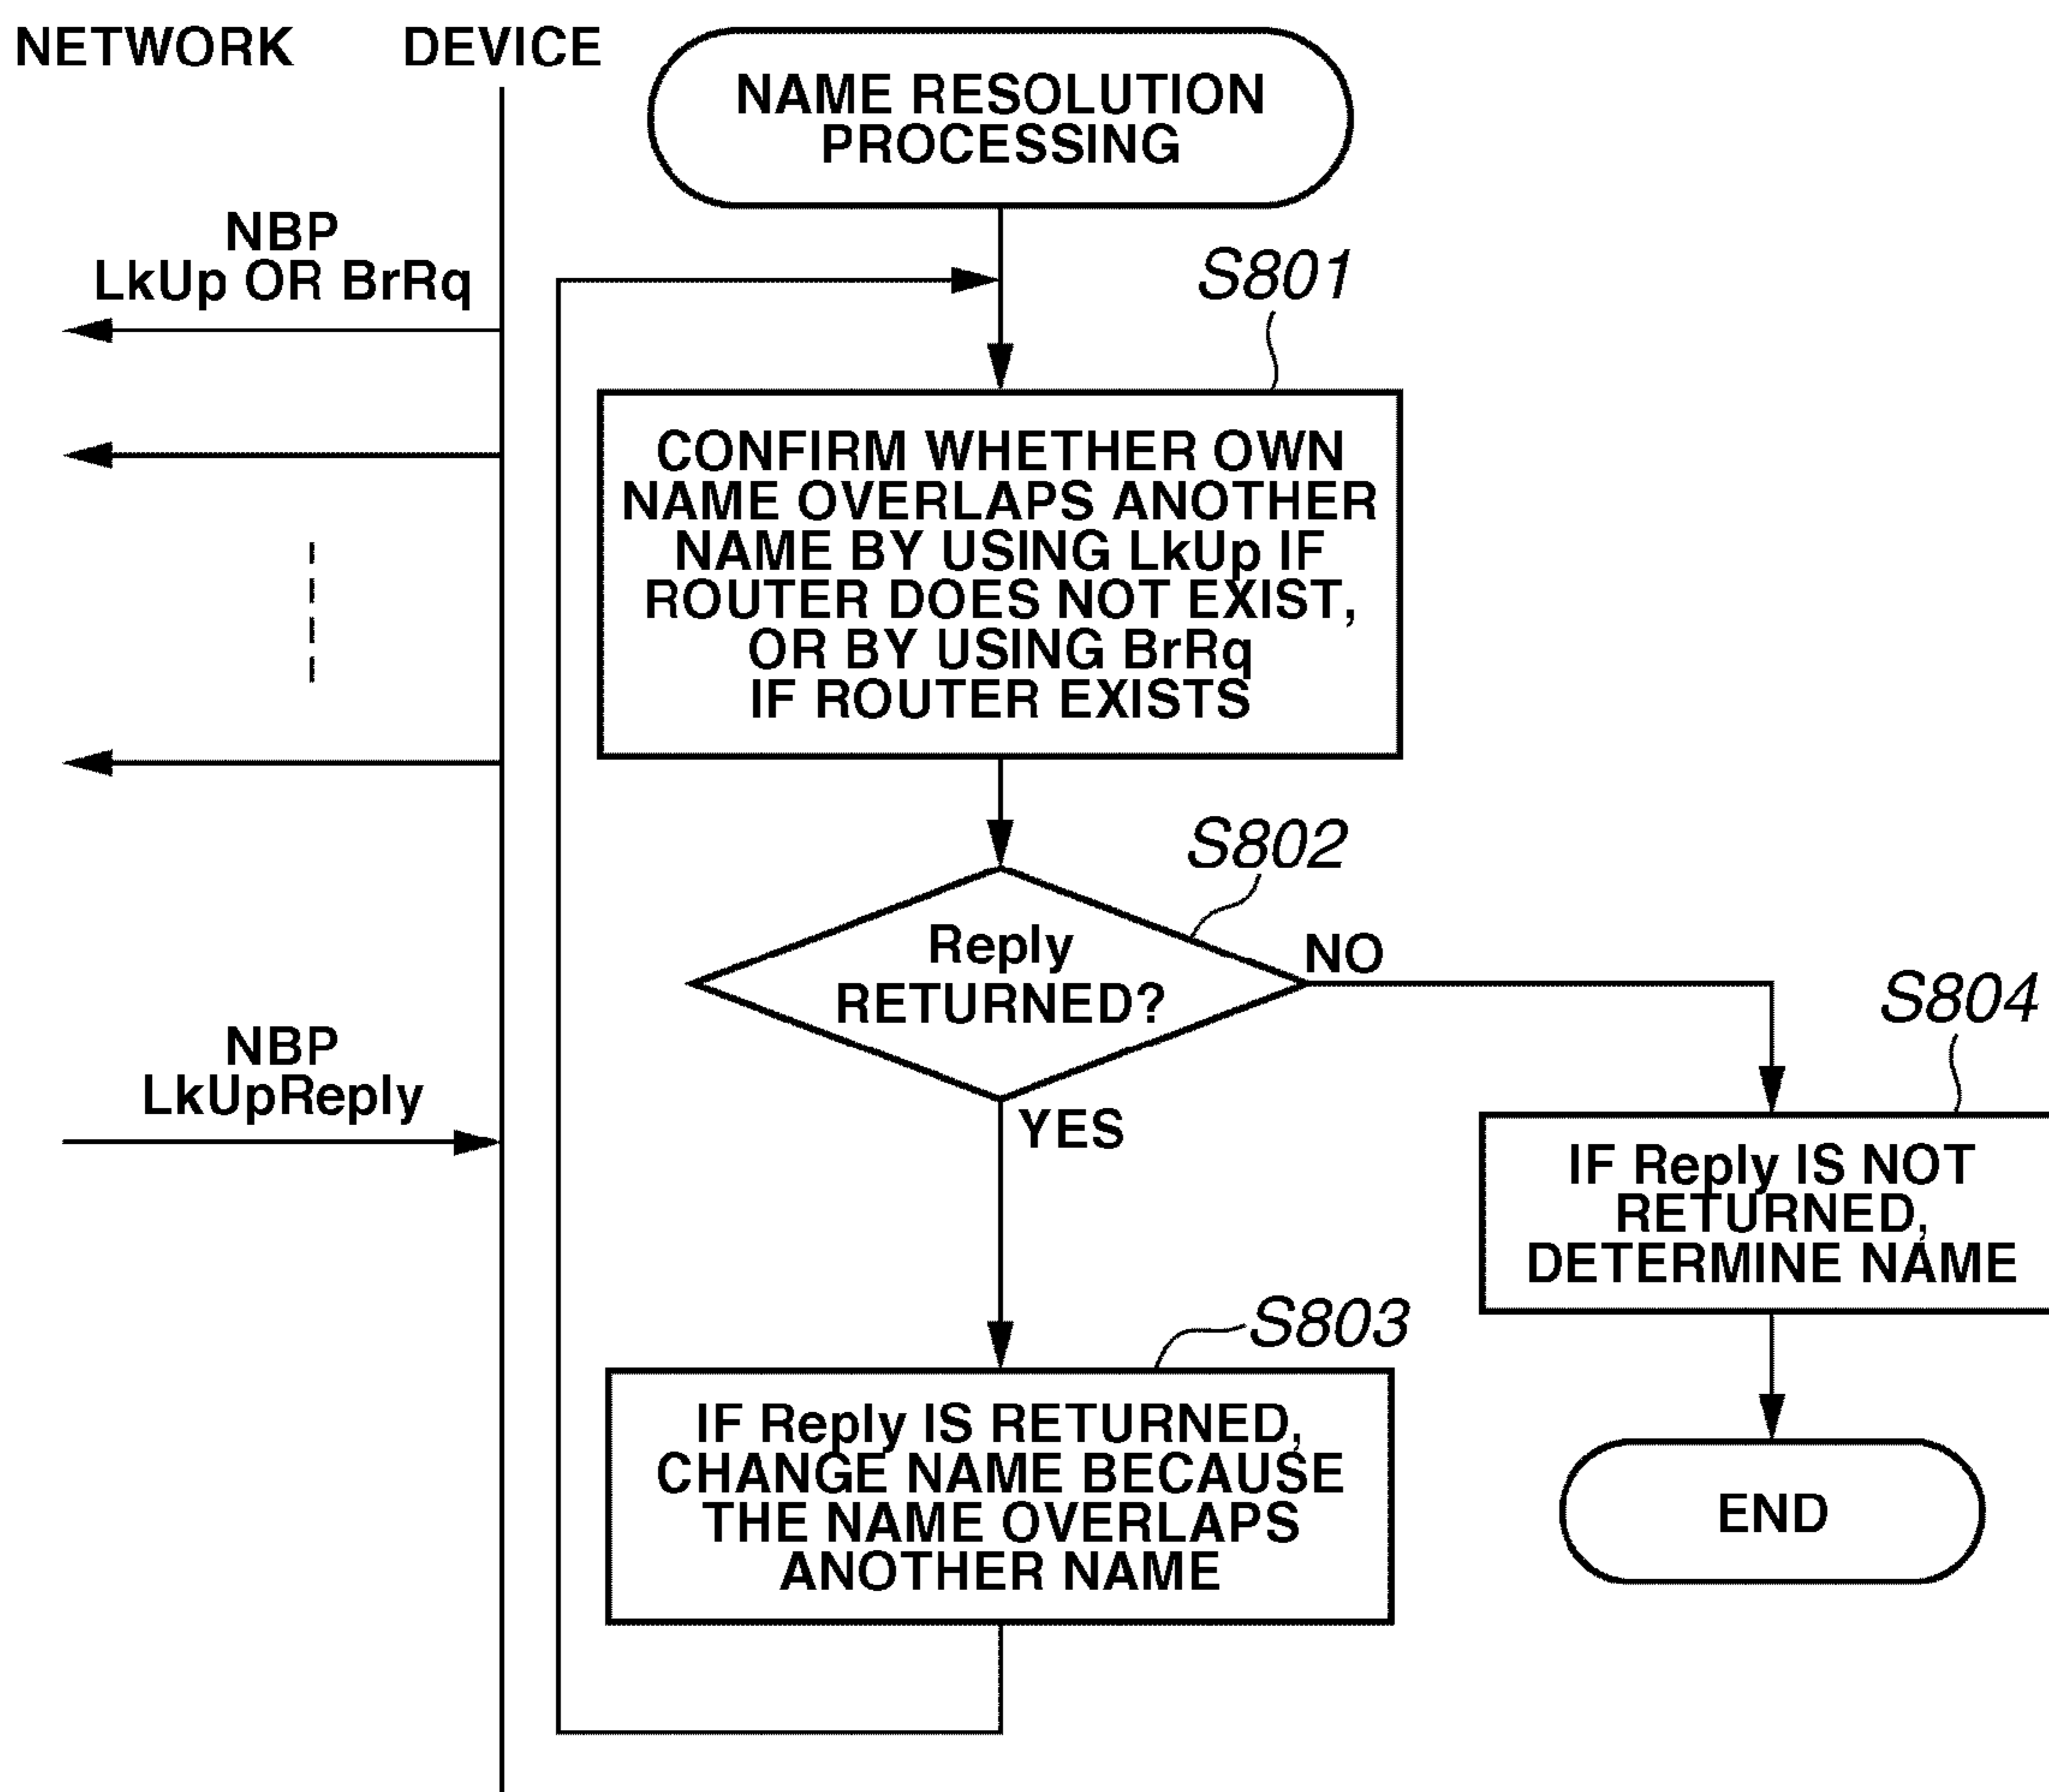 NETWORK
DEVICE
NAME RESOLUTION
PROCESSING
NBP
LkUp OR BrRq
S801
CONFIRM WHETHER OWN
NAME OVERLAPS ANOTHER
NAME BY USING LkUp IF
ROUTER DOES NOT EXIST,
OR BY USING BrRq
IF ROUTER EXISTS
S802
Reply
RETURNED?
NO
YES
S804
NBP
LkUpReply
IF Reply IS NOT
RETURNED,
DETERMINE NAME
S803
IF Reply IS RETURNED,
CHANGE NAME BECAUSE
THE NAME OVERLAPS
ANOTHER NAME
END